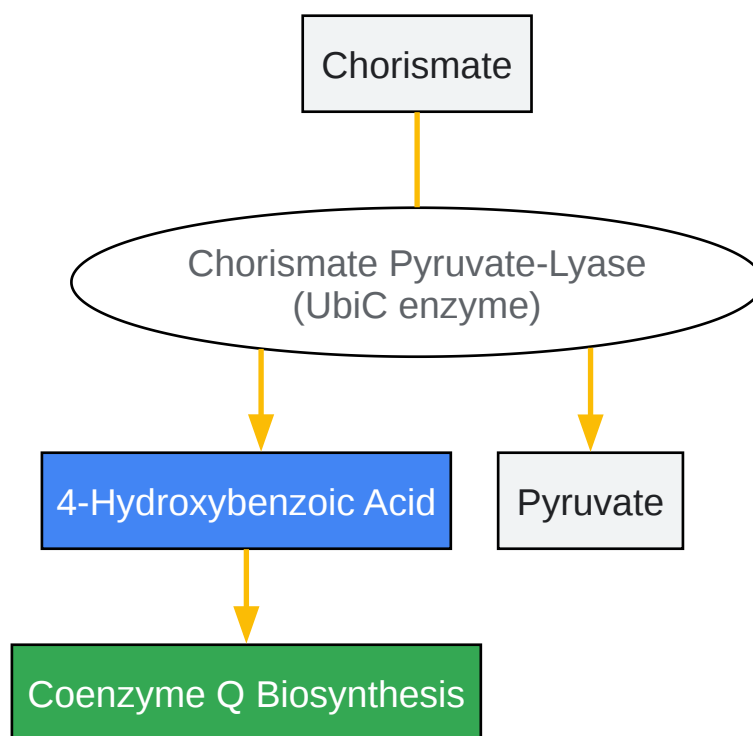 Chorismate
Chorismate Pyruvate-Lyase
(UbiC enzyme)
4-Hydroxybenzoic Acid
Pyruvate
Coenzyme Q Biosynthesis